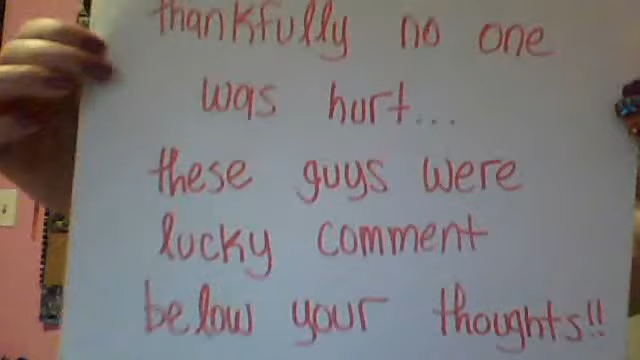 thankfully no one
was hurt...
these guys were
lucky comment
below your thoughts!!